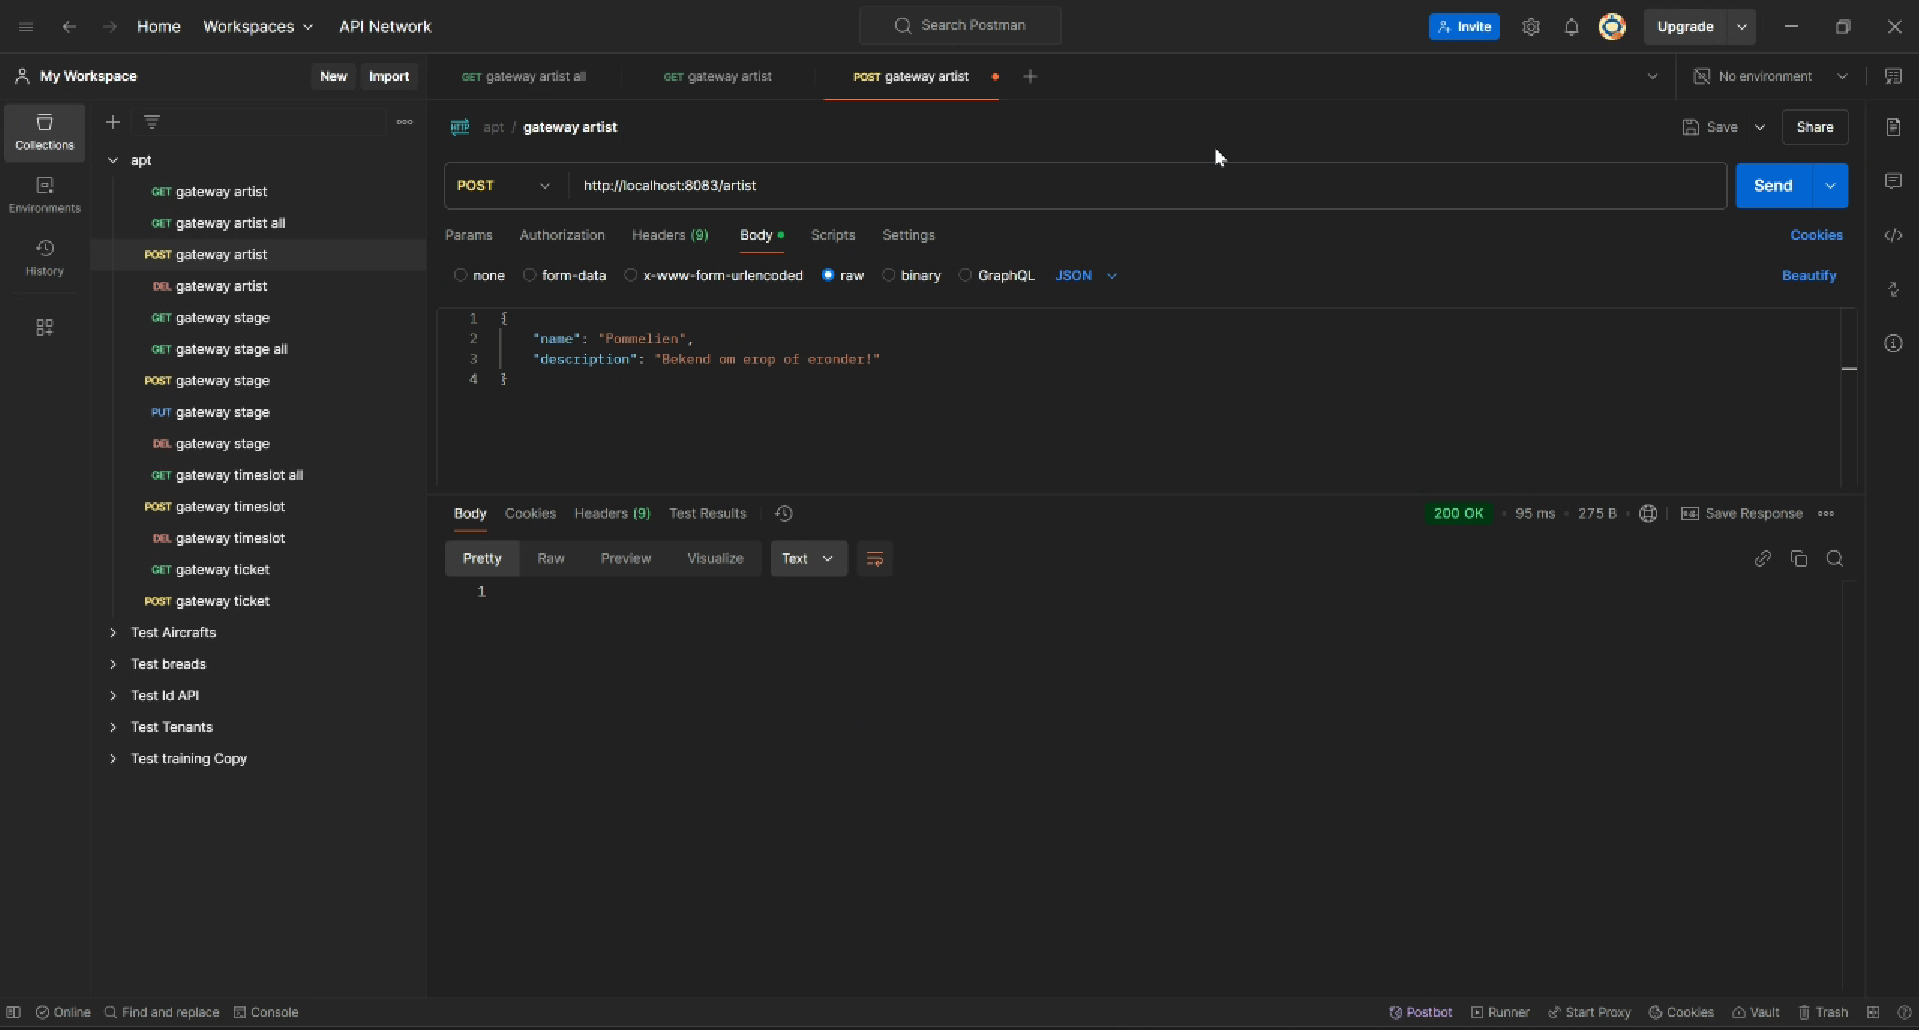 Home Workspaces API Network Search Postman Invite Upgrade
My Workspace New Import GET gateway artist all GET gateway artist POST gateway artist No environment
Collections
Environments
History
apt
GET gateway artist
GET gateway artist all
POST gateway artist
DEL gateway artist
GET gateway stage
GET gateway stage all
POST gateway stage
PUT gateway stage
DEL gateway stage
GET gateway timeslot all
POST gateway timeslot
DEL gateway timeslot
GET gateway ticket
POST gateway ticket
Test Aircrafts
Test breads
Test Id API
Test Tenants
Test training Copy
HTTP apt / gateway artist Save Share
POST http://localhost:8083/artist Send
Params Authorization Headers (9) Body Scripts Settings Cookies
none form-data x-www-form-urlencoded raw binary GraphQL JSON Beautify
1 {
2 "name": "Pommelien",
3 "description": "Bekend om erop of eronder!"
4 }
Body Cookies Headers (9) Test Results 200 OK 95 ms 275 B Save Response
Pretty Raw Preview Visualize Text
1
Online Find and replace Console Postbot Runner Start Proxy Cookies Vault Trash